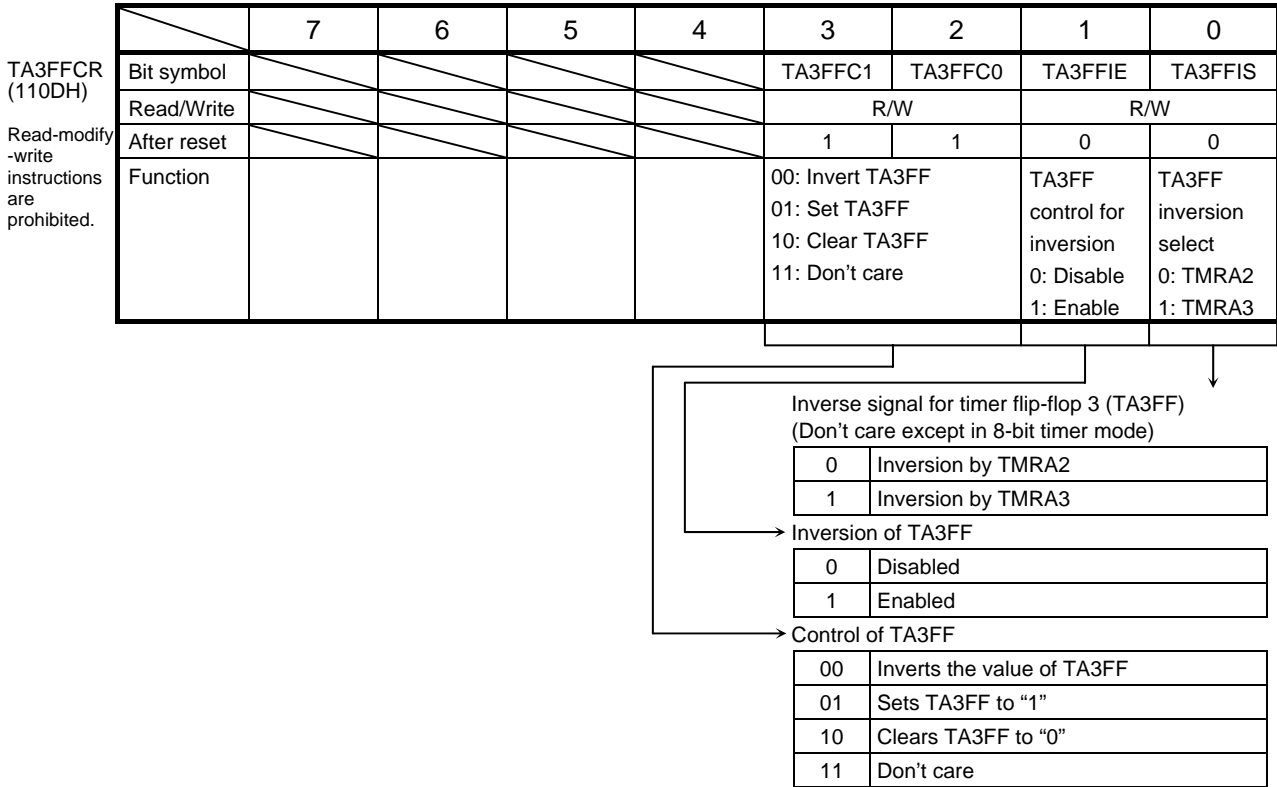 7 6 5 4 3 2 1 0
TA3FFCR
(110DH)
Read-modify
-write
instructions
are
prohibited.
Bit symbol TA3FFC1 TA3FFC0 TA3FFIE TA3FFIS
Read/Write R/W R/W
After reset 1 1 0 0
Function
00: Invert TA3FF
01: Set TA3FF
10: Clear TA3FF
11: Don’t care
TA3FF
control for
inversion
0: Disable
1: Enable
TA3FF
inversion
select
0: TMRA2
1: TMRA3
Inverse signal for timer flip-flop 3 (TA3FF)
(Don’t care except in 8-bit timer mode)
0 Inversion by TMRA2
1 Inversion by TMRA3
Inversion of TA3FF
0 Disabled
1 Enabled
Control of TA3FF
00 Inverts the value of TA3FF
01 Sets TA3FF to “1”
10 Clears TA3FF to “0”
11 Don’t care